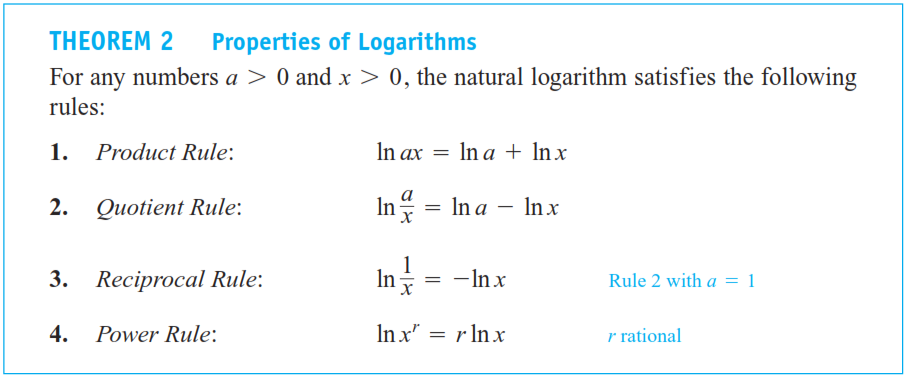 THEOREM 2 Properties of Logarithms
For any numbers a > 0 and x > 0, the natural logarithm satisfies the following
rules:
1. Product Rule: ln ax = ln a + ln x
2. Quotient Rule: ln a/x = ln a − ln x
3. Reciprocal Rule: ln 1/x = −ln x Rule 2 with a = 1
4. Power Rule: ln xʳ = r ln x r rational